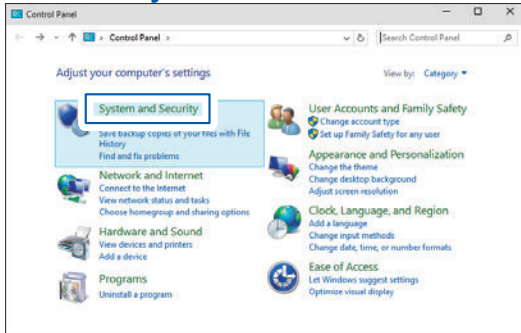 Control Panel
Control Panel
Search Control Panel
Adjust your computer's settings
View by: Category
System and Security
Save backup copies of your files with File
History
Find and fix problems
Network and Internet
Connect to the Internet
View network status and tasks
Choose homegroup and sharing options
Hardware and Sound
View devices and printers
Add a device
Programs
Uninstall a program
User Accounts and Family Safety
Change account type
Set up Family Safety for any user
Appearance and Personalization
Change the theme
Change desktop background
Adjust screen resolution
Clock, Language, and Region
Add a language
Change input methods
Change date, time, or number formats
Ease of Access
Let Windows suggest settings
Optimize visual display